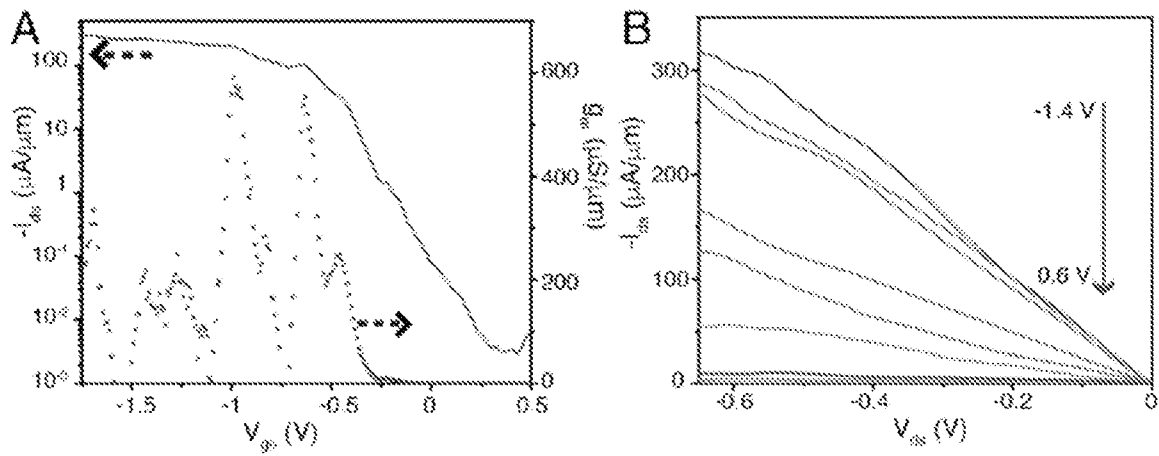 A
B
100
10
1
10⁻¹
10⁻²
10⁻³
-I_ds (μA/μm)
600
400
200
0
g_m (μS/μm)
-1.5
-1
-0.5
0
0.5
V_gs (V)
300
200
100
0
-I_ds (μA/μm)
-1.4 V
0.6 V
-0.6
-0.4
-0.2
0
V_ds (V)